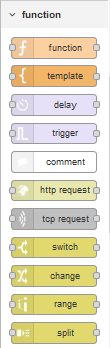 function
function
template
delay
trigger
comment
http request
tcp request
switch
change
range
split